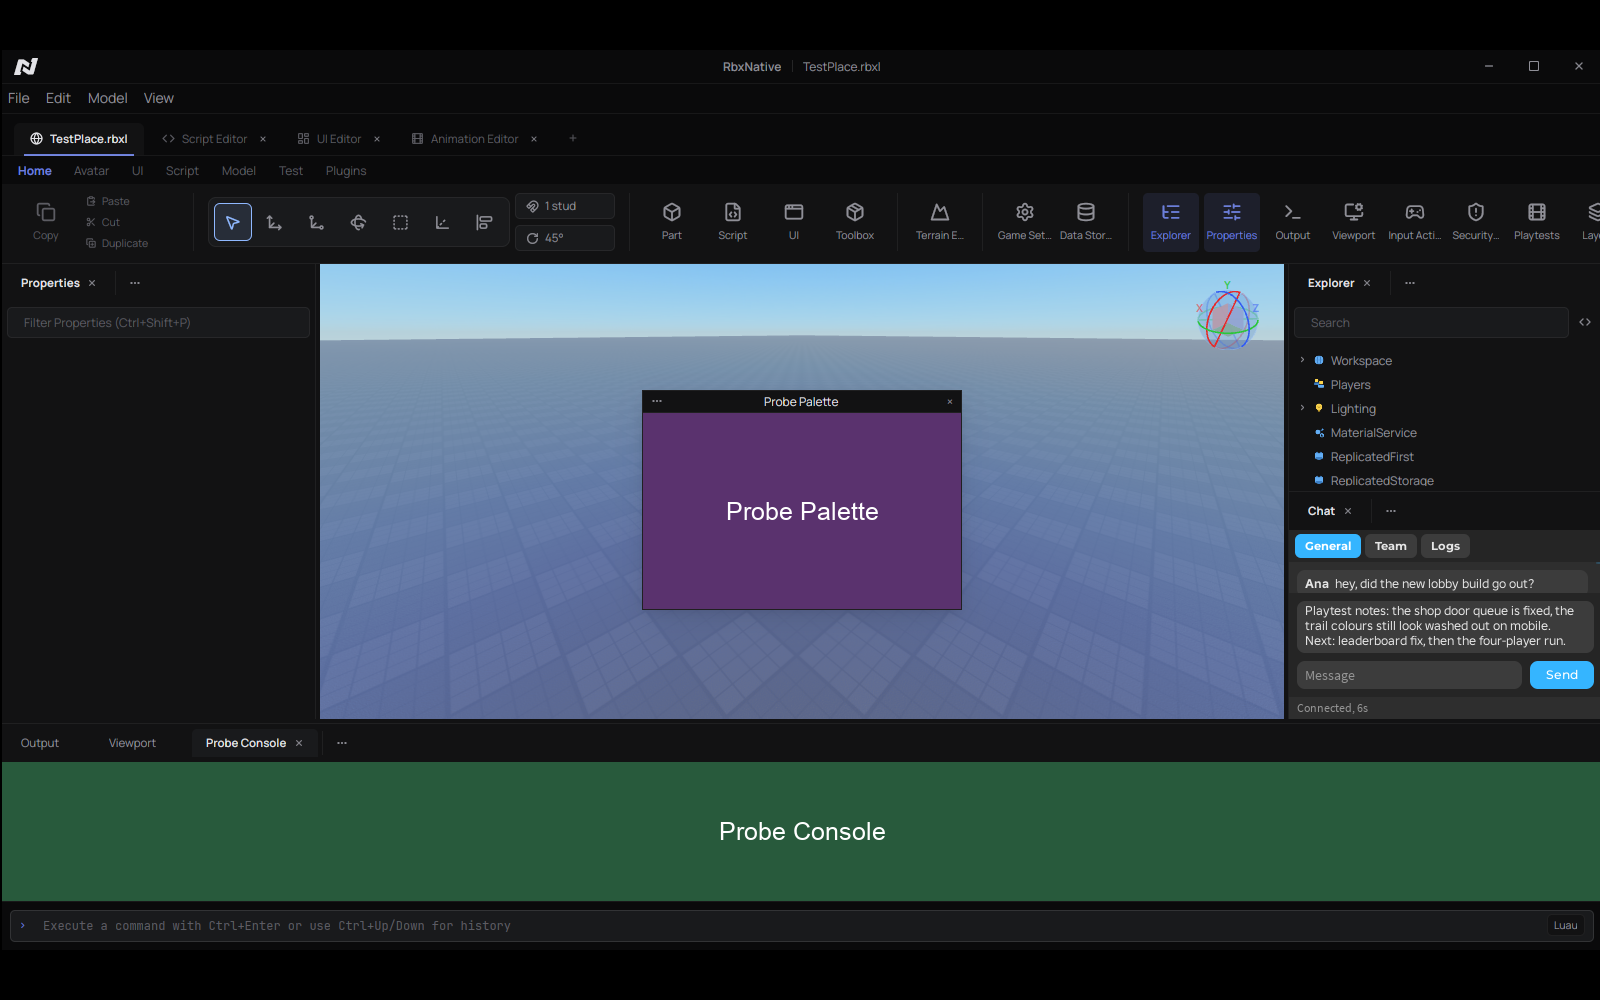 RbxNative
TestPlace.rbxl
File Edit Model View
TestPlace.rbxl
Script Editor
UI Editor
Animation Editor
Home Avatar UI Script Model Test Plugins
Copy
Paste
Cut
Duplicate
1 stud
45°
Part
Script
UI
Toolbox
Terrain E...
Game Set...
Data Stor...
Explorer
Properties
Output
Viewport
Input Acti...
Security...
Playtests
Lay
Properties
Filter Properties (Ctrl+Shift+P)
Y
X
Z
Probe Palette
Probe Palette
Explorer
Search
Workspace
Players
Lighting
MaterialService
ReplicatedFirst
ReplicatedStorage
Chat
General Team Logs
Ana hey, did the new lobby build go out?
Playtest notes: the shop door queue is fixed, the
trail colours still look washed out on mobile.
Next: leaderboard fix, then the four-player run.
Message
Send
Connected, 6s
Output
Viewport
Probe Console
Probe Console
Execute a command with Ctrl+Enter or use Ctrl+Up/Down for history
Luau